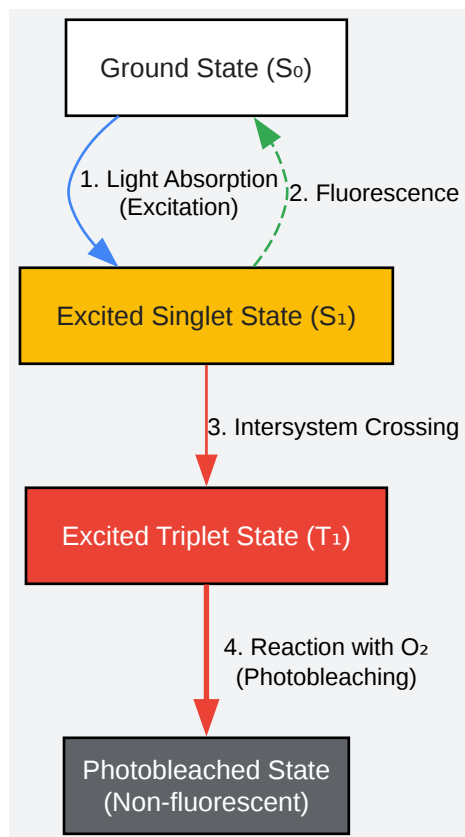 Ground State (S₀)
1. Light Absorption
(Excitation)
2. Fluorescence
Excited Singlet State (S₁)
3. Intersystem Crossing
Excited Triplet State (T₁)
4. Reaction with O₂
(Photobleaching)
Photobleached State
(Non-fluorescent)